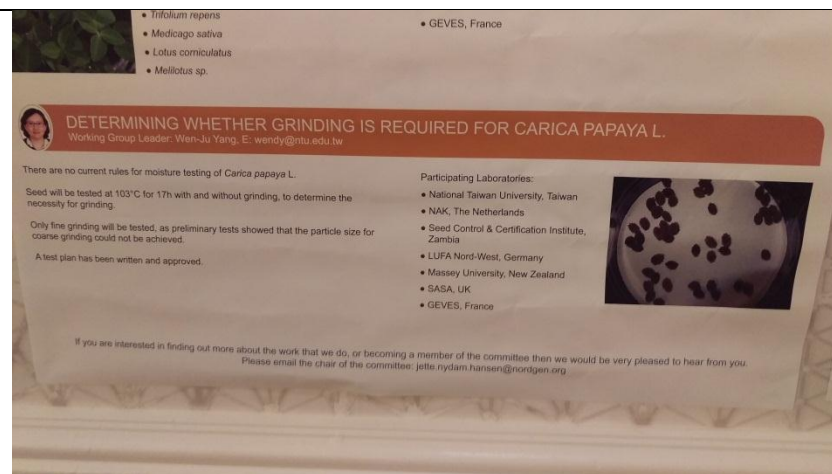 • Trifolium repens
• Medicago sativa
• Lotus corniculatus
• Melilotus sp.
• GEVES, France
DETERMINING WHETHER GRINDING IS REQUIRED FOR CARICA PAPAYA L.
Working Group Leader: Wen-Ju Yang, E: wendy@ntu.edu.tw
There are no current rules for moisture testing of Carica papaya L.
Seed will be tested at 103°C for 17h with and without grinding, to determine the
necessity for grinding.
Only fine grinding will be tested, as preliminary tests showed that the particle size for
coarse grinding could not be achieved.
A test plan has been written and approved.
Participating Laboratories:
• National Taiwan University, Taiwan
• NAK, The Netherlands
• Seed Control & Certification Institute,
Zambia
• LUFA Nord-West, Germany
• Massey University, New Zealand
• SASA, UK
• GEVES, France
If you are interested in finding out more about the work that we do, or becoming a member of the committee then we would be very pleased to hear from you.
Please email the chair of the committee: jette.nydam.hansen@nordgen.org